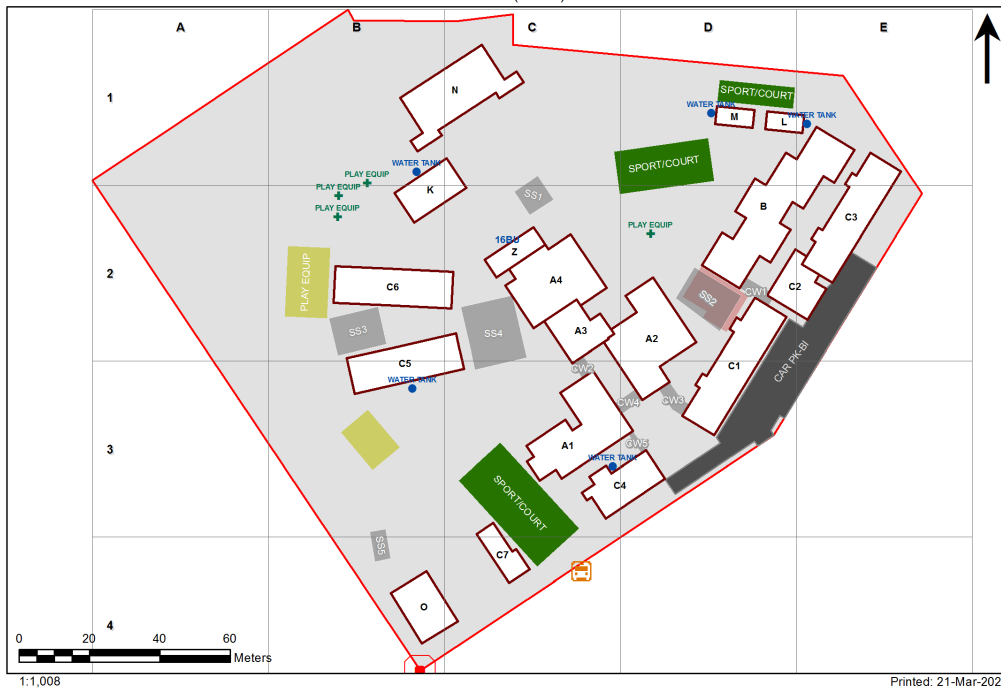 A
B
C
D
E
1
2
3
4
N
SPORT/COURT
WATER TANK
M
WATER TANK
L
WATER TANK
K
PLAY EQUIP
PLAY EQUIP
PLAY EQUIP
SPORT/COURT
SS1
B
C3
PLAY EQUIP
16BU
Z
A4
PLAY EQUIP
C6
SS2
CW1
C2
SS3
SS4
A3
A2
C5
WATER TANK
CW2
C1
CAR PK-BI
CW4
CW3
A1
CW5
WATER TANK
C4
SPORT/COURT
SS5
C7
O
0 20 40 60
Meters
1:1,008
Printed: 21-Mar-202